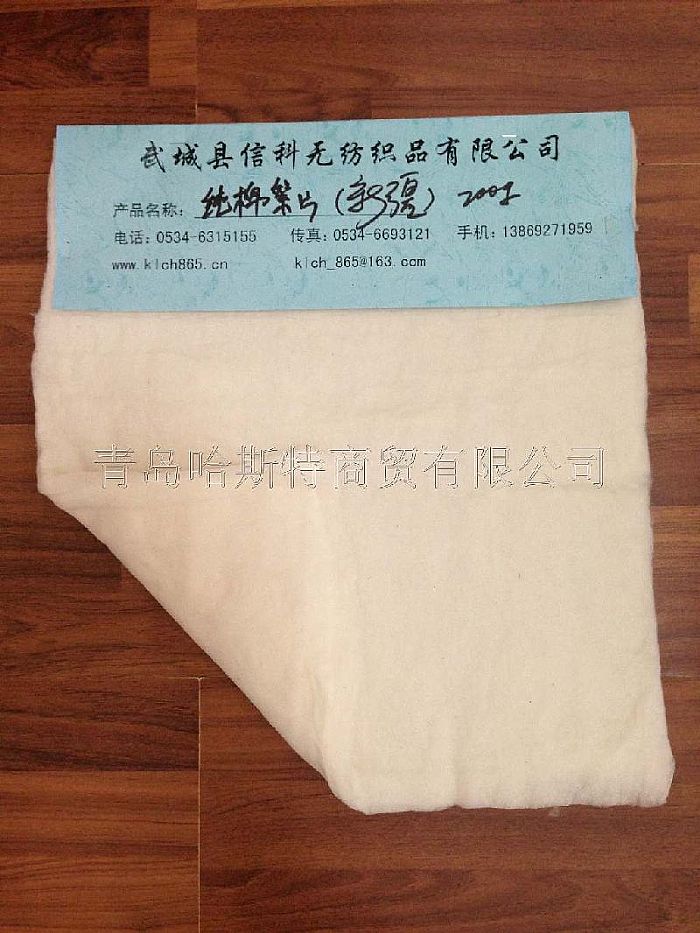 武城县信科无纺织品有限公司
产品名称: 纯棉絮片(新疆) 200g
电话: 0534-6315155 传真: 0534-6693121 手机: 13869271959
www.klch865.cn klch_865@163.com
青岛哈斯特商贸有限公司